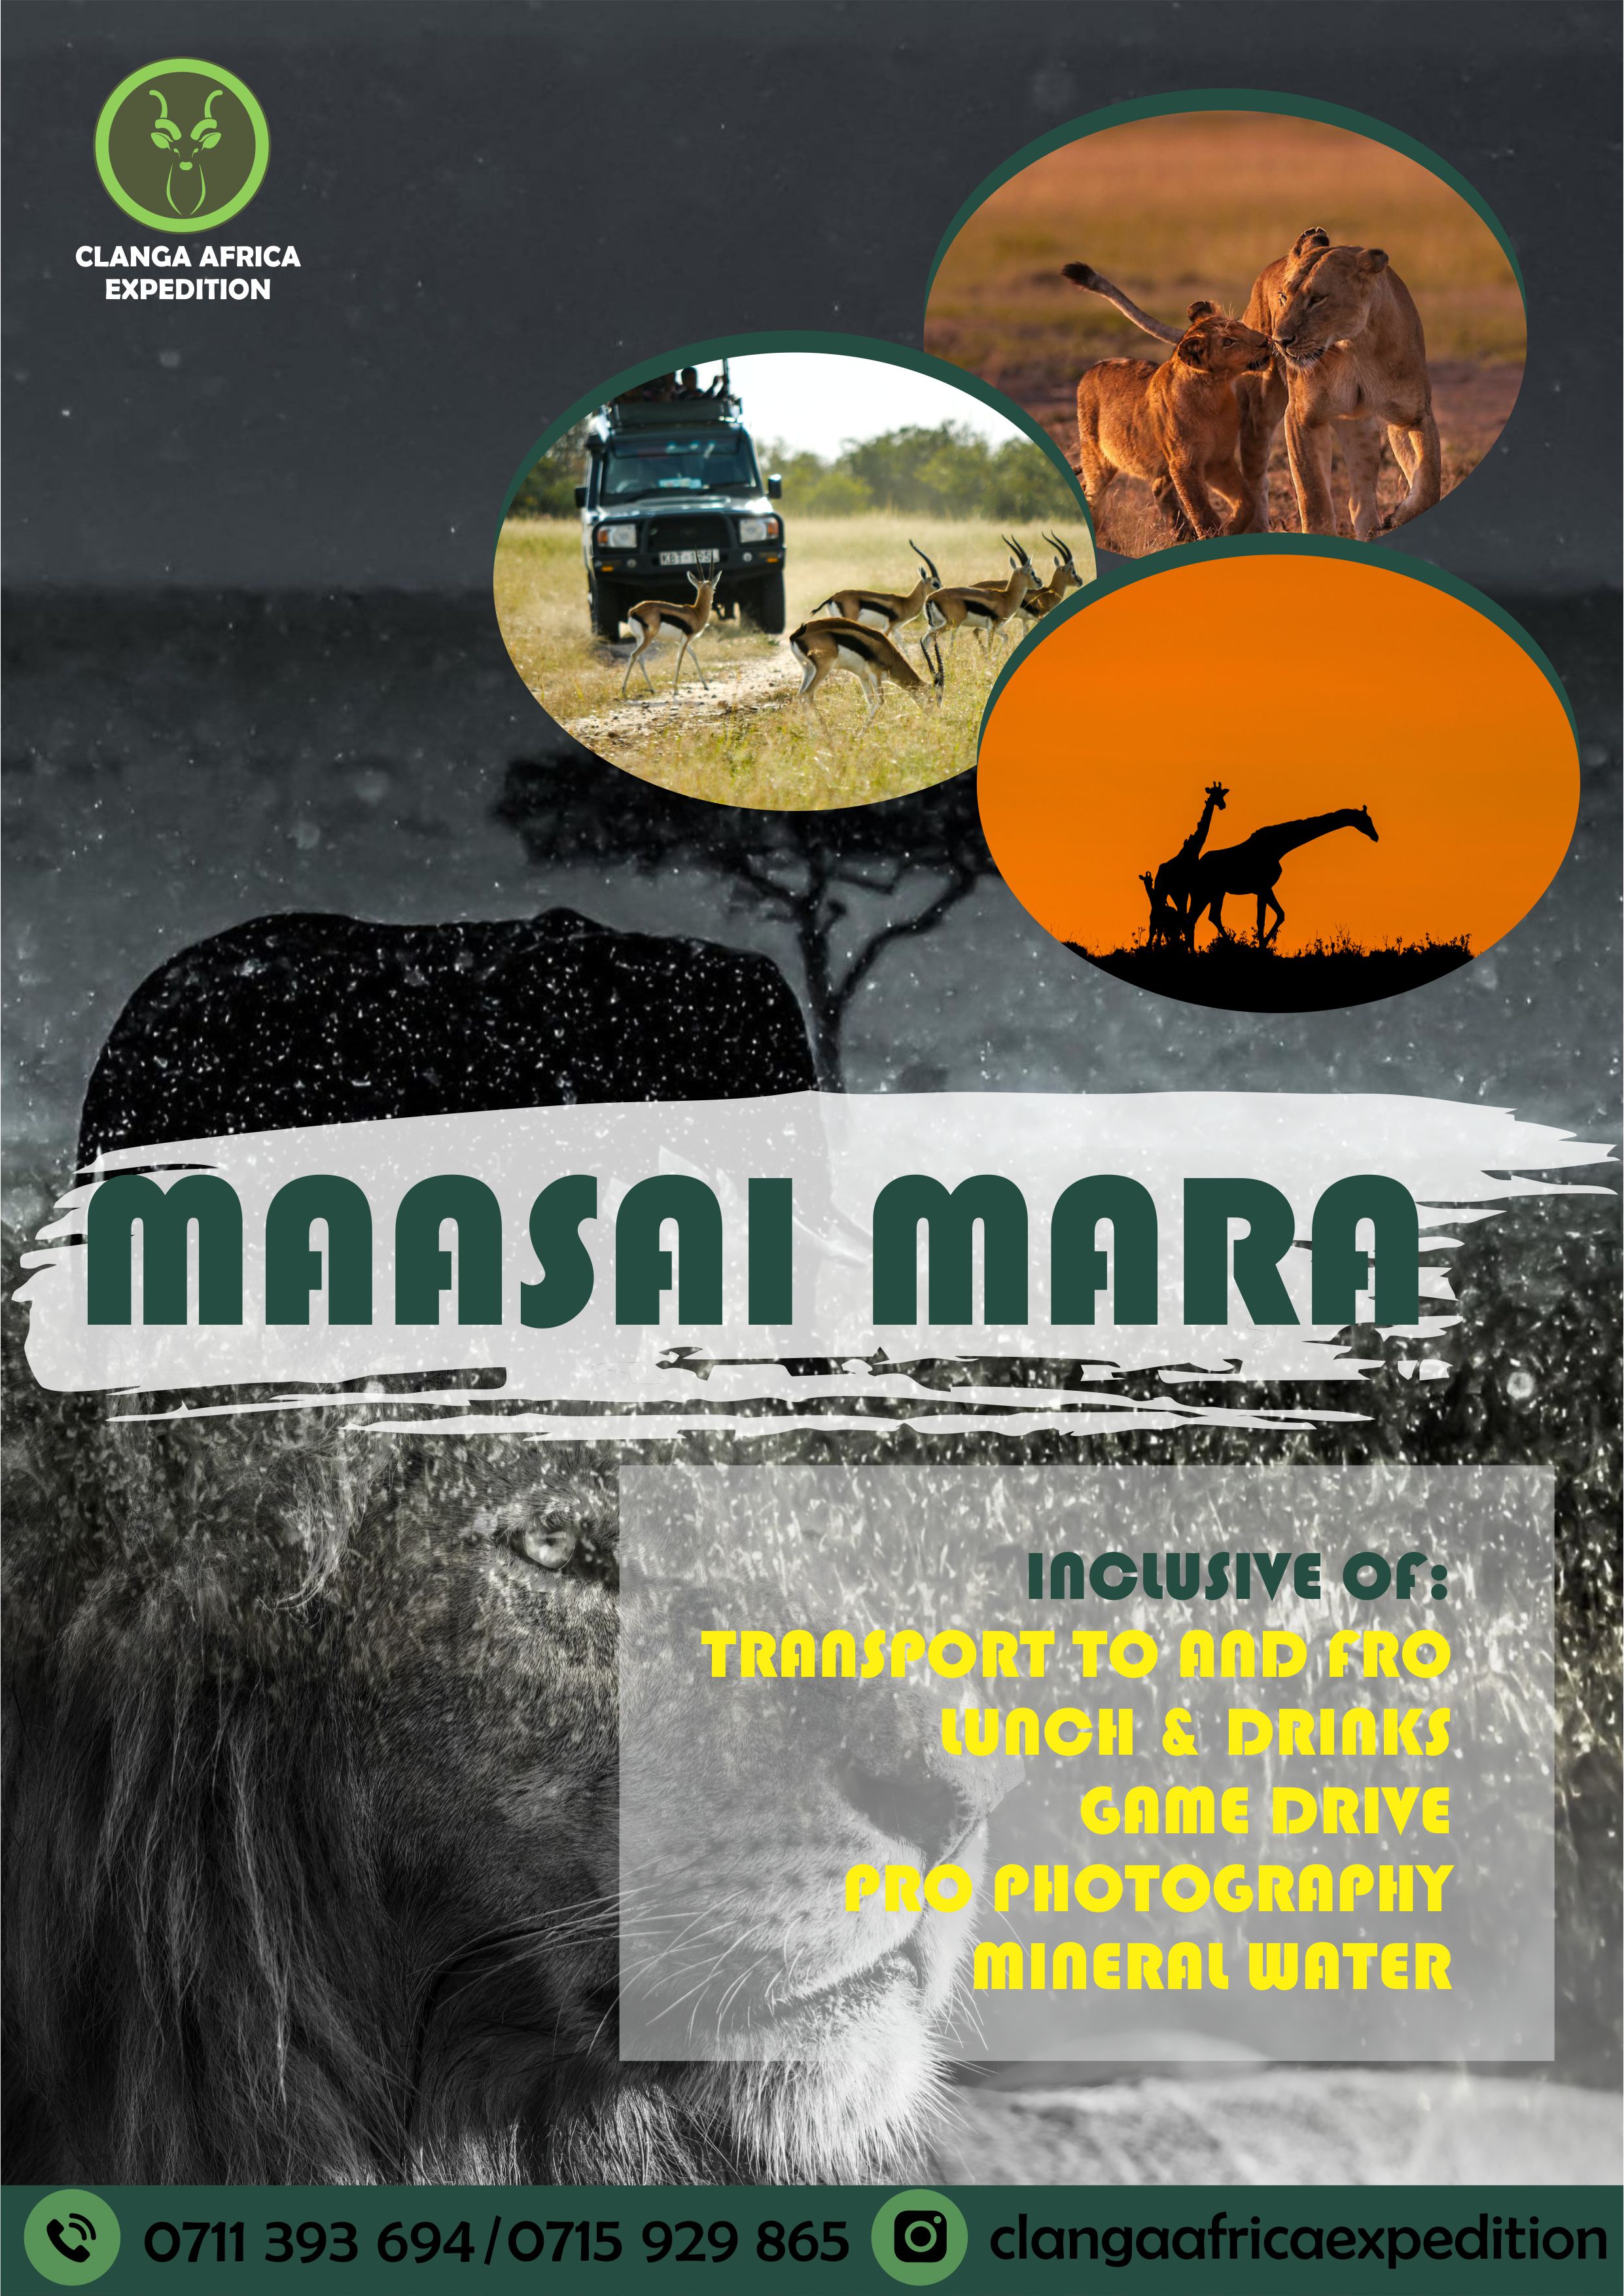 CLANGA AFRICA
EXPEDITION
MAASAI MARA
INCLUSIVE OF:
TRANSPORT TO AND FRO
LUNCH & DRINKS
GAME DRIVE
PRO PHOTOGRAPHY
MINERAL WATER
0711 393 694/0715 929 865
clangaafricaexpedition